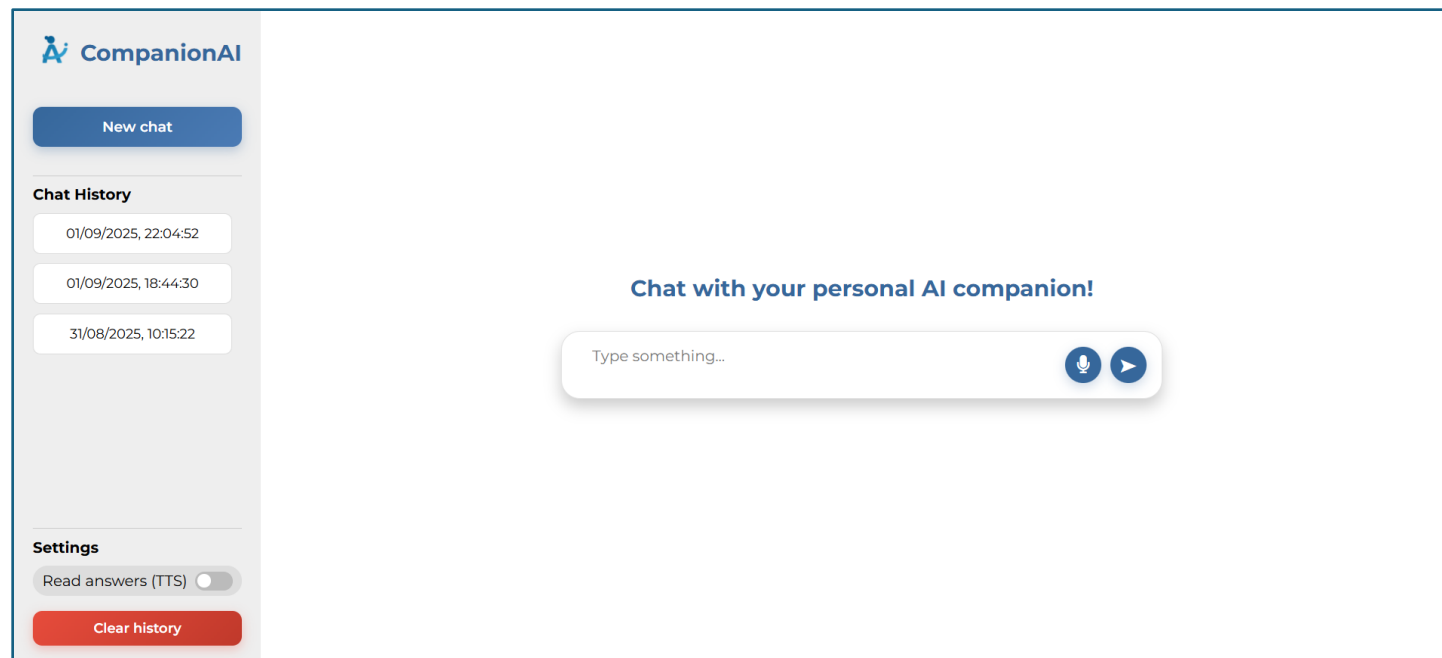 CompanionAI
New chat
Chat History
01/09/2025, 22:04:52
01/09/2025, 18:44:30
31/08/2025, 10:15:22
Settings
Read answers (TTS)
Clear history
Chat with your personal AI companion!
Type something...